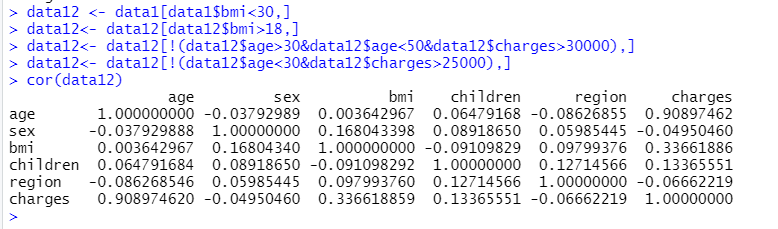 > data12 <- data1[data1$bmi<30,]
> data12<- data12[data12$bmi>18,]
> data12<- data12[!(data12$age>30&data12$age<50&data12$charges>30000),]
> data12<- data12[!(data12$age<30&data12$charges>25000),]
> cor(data12)
age sex bmi children region charges
age 1.000000000 -0.03792989 0.003642967 0.06479168 -0.08626855 0.90897462
sex -0.037929888 1.00000000 0.168043398 0.08918650 0.05985445 -0.04950460
bmi 0.003642967 0.16804340 1.000000000 -0.09109829 0.09799376 0.33661886
children 0.064791684 0.08918650 -0.091098292 1.00000000 0.12714566 0.13365551
region -0.086268546 0.05985445 0.097993760 0.12714566 1.00000000 -0.06662219
charges 0.908974620 -0.04950460 0.336618859 0.13365551 -0.06662219 1.00000000
>